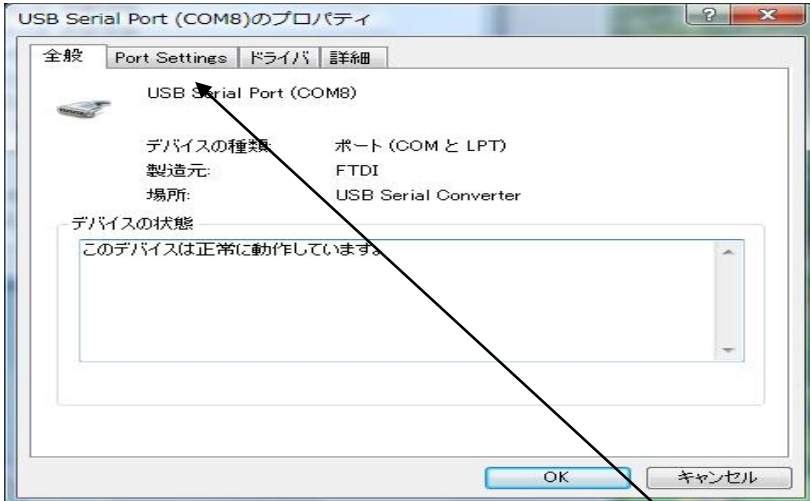 USB Serial Port (COM8)のプロパティ
?
全般 Port Settings ドライバ 詳細
USB Serial Port (COM8)
デバイスの種類: ポート (COM と LPT)
製造元: FTDI
場所: USB Serial Converter
デバイスの状態
このデバイスは正常に動作しています。
OK キャンセル